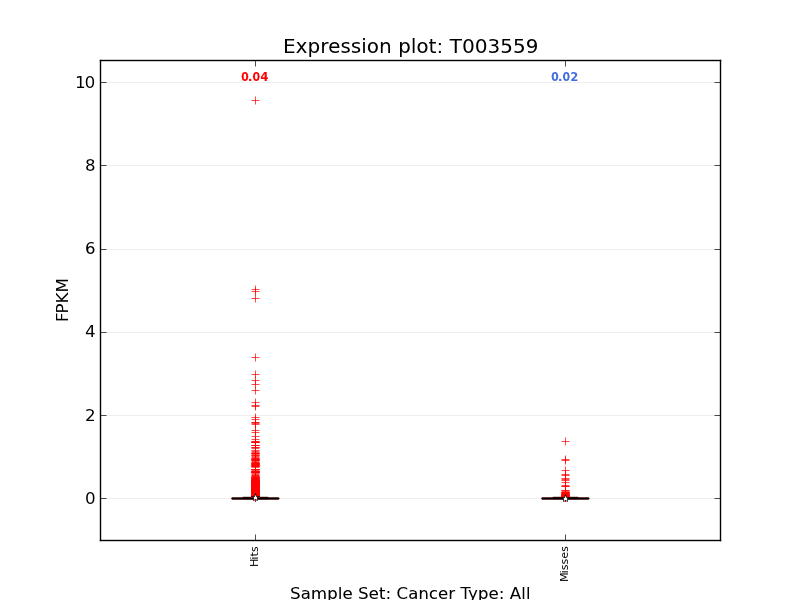 Expression plot: T003559
0.04
0.02
10
8
6
4
2
0
FPKM
Hits
Misses
Sample Set: Cancer Type: All